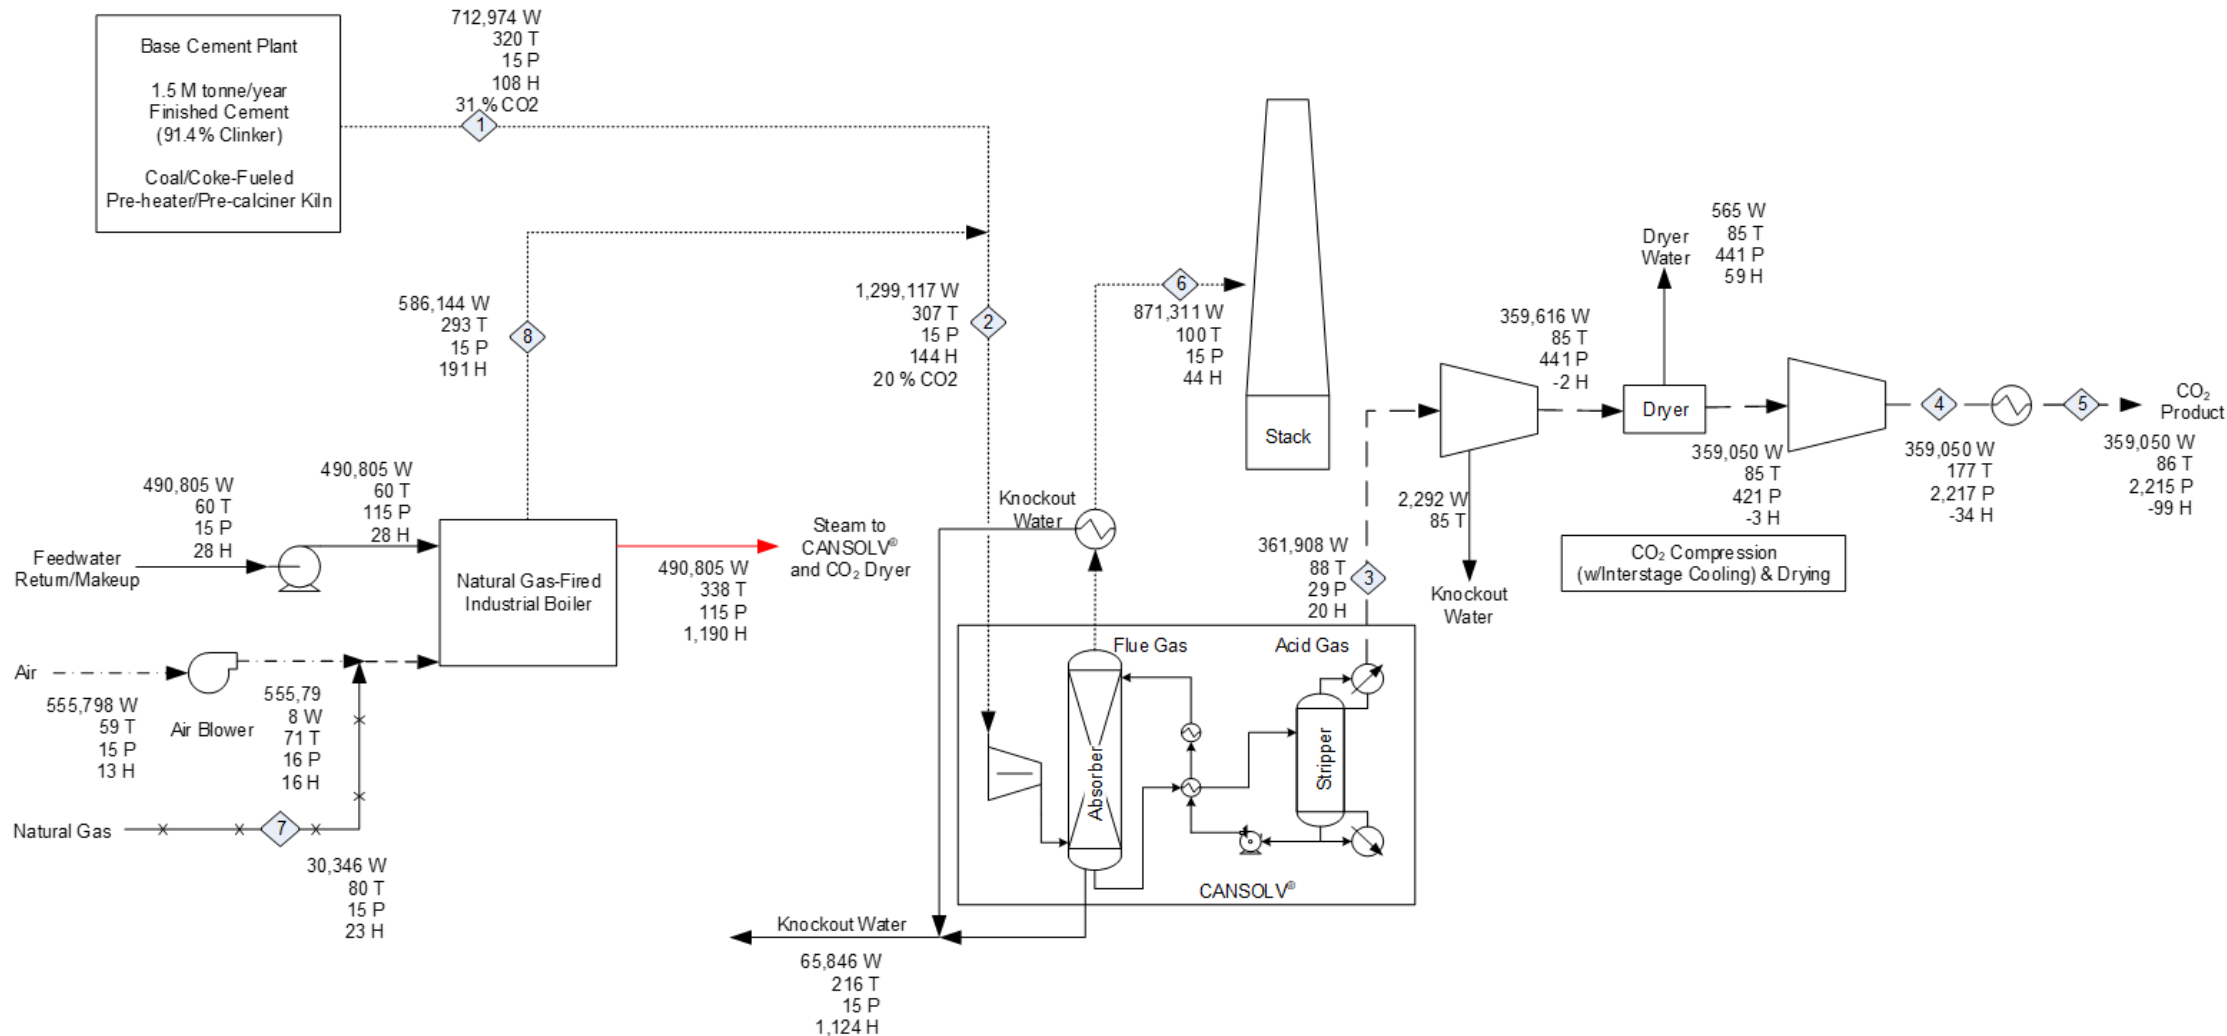 Base Cement Plant
1.5 M tonne/year
Finished Cement
(91.4% Clinker)
Coal/Coke-Fueled
Pre-heater/Pre-calciner Kiln
712,974 W
320 T
15 P
108 H
31 % CO2
1
586,144 W
293 T
15 P
191 H
8
1,299,117 W
307 T
15 P
144 H
20 % CO2
2
6
871,311 W
100 T
15 P
44 H
Stack
565 W
85 T
441 P
59 H
Dryer
Water
359,616 W
85 T
441 P
-2 H
Dryer
359,050 W
85 T
421 P
-3 H
4
359,050 W
177 T
2,217 P
-34 H
5
CO₂
Product
359,050 W
86 T
2,215 P
-99 H
2,292 W
85 T
Knockout
Water
CO₂ Compression
(w/Interstage Cooling) & Drying
361,908 W
88 T
29 P
20 H
3
490,805 W
60 T
15 P
28 H
490,805 W
60 T
115 P
28 H
Feedwater
Return/Makeup
Natural Gas-Fired
Industrial Boiler
490,805 W
338 T
115 P
1,190 H
Steam to
CANSOLV®
and CO₂ Dryer
Knockout
Water
Air
555,798 W
59 T
15 P
13 H
Air Blower
555,79
8 W
71 T
16 P
16 H
Natural Gas
7
30,346 W
80 T
15 P
23 H
Flue Gas
Acid Gas
Absorber
Stripper
CANSOLV®
Knockout Water
65,846 W
216 T
15 P
1,124 H